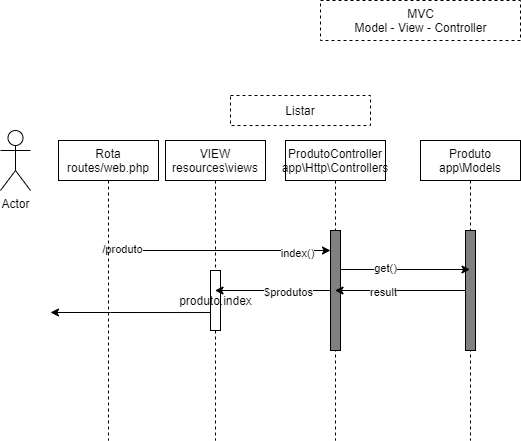 MVC
Model - View - Controller
Listar
Rota
routes/web.php
VIEW
resources\views
ProdutoController
app\Http\Controllers
Produto
app\Models
Actor
/produto
index()
get()
$produtos
result
produto.index